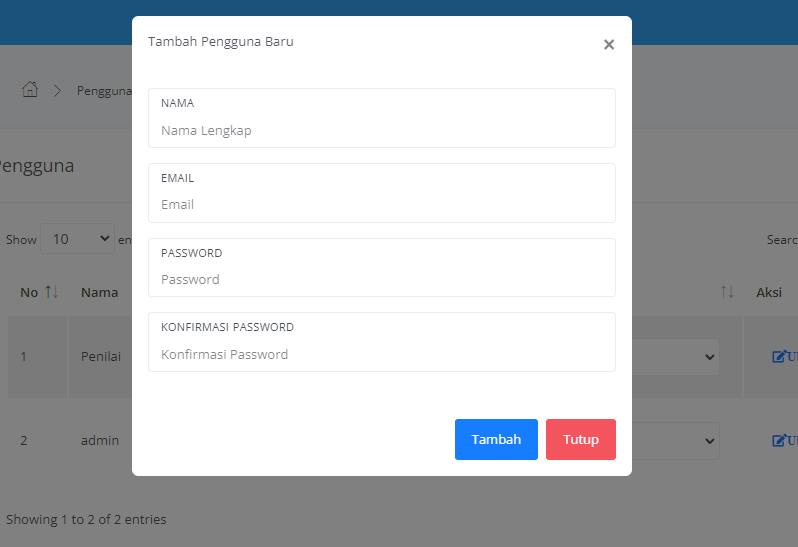 Tambah Pengguna Baru
×
Pengguna
NAMA
Nama Lengkap
Pengguna
EMAIL
Email
Show 10 en
Searc
PASSWORD
Password
No Nama
Aksi
KONFIRMASI PASSWORD
Konfirmasi Password
1 Penilai
Tambah Tutup
2 admin
Showing 1 to 2 of 2 entries